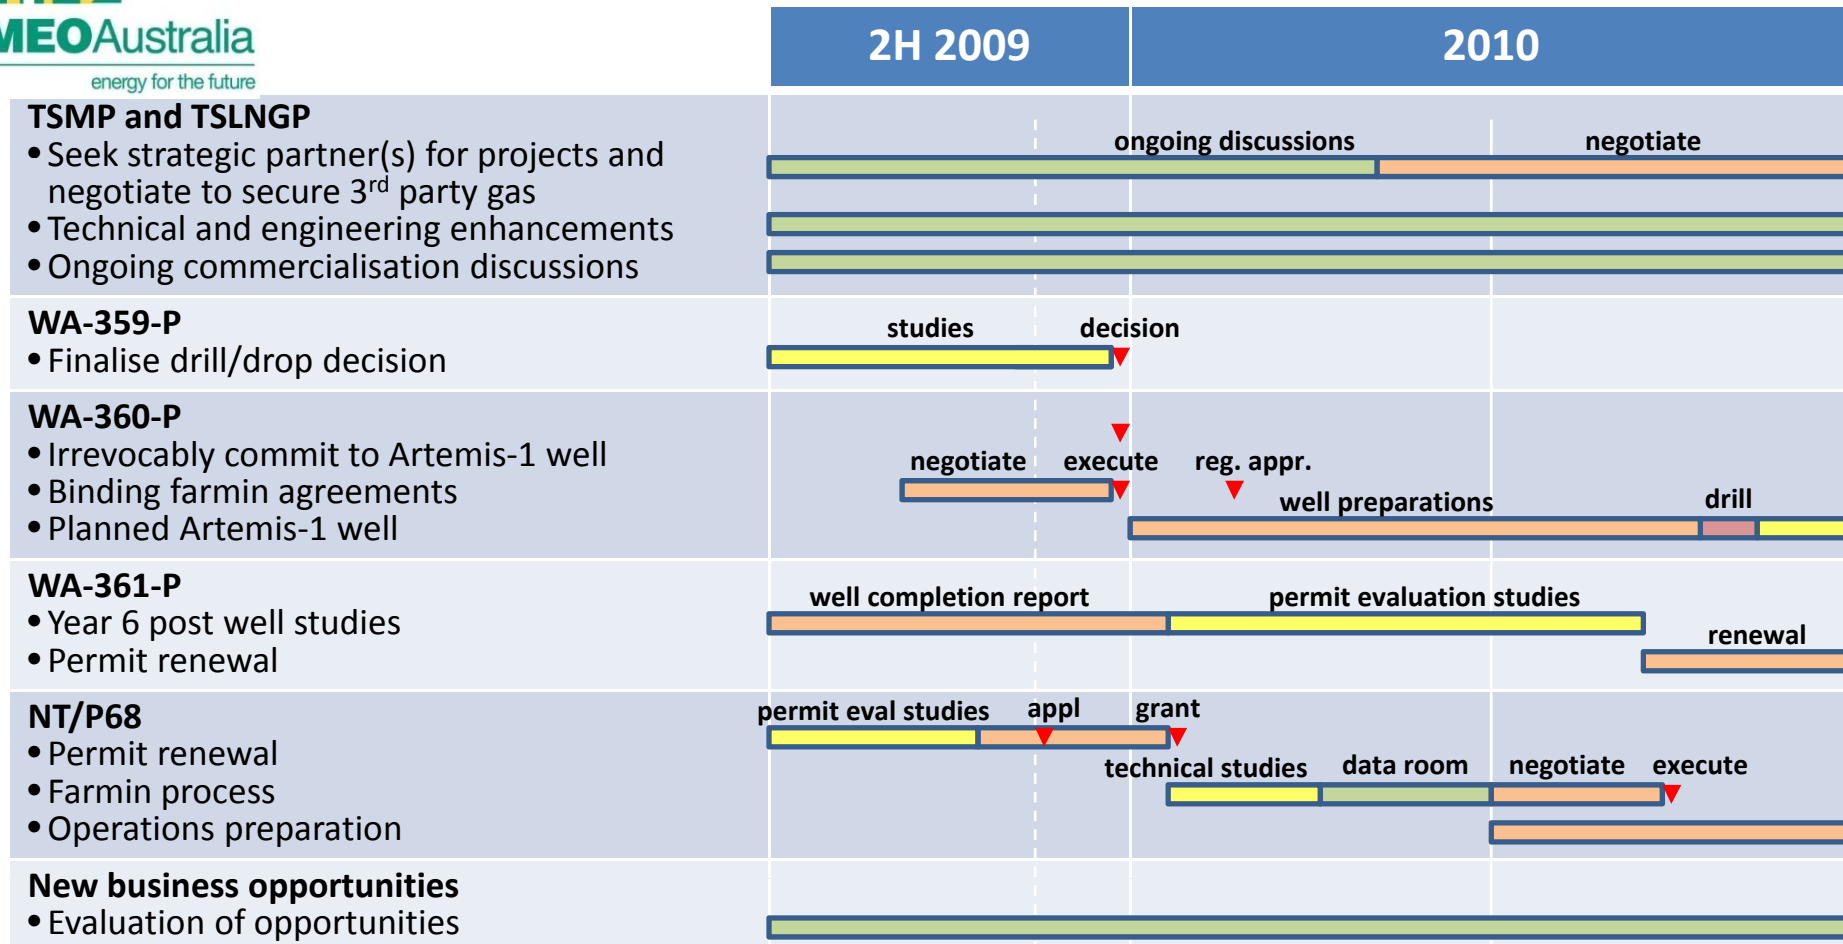 MEOAustralia
energy for the future
2H 2009
2010
TSMP and TSLNGP
• Seek strategic partner(s) for projects and
negotiate to secure 3rd party gas
• Technical and engineering enhancements
• Ongoing commercialisation discussions
ongoing discussions
negotiate
WA-359-P
• Finalise drill/drop decision
studies
decision
WA-360-P
• Irrevocably commit to Artemis-1 well
• Binding farmin agreements
• Planned Artemis-1 well
negotiate
execute
reg. appr.
well preparations
drill
WA-361-P
• Year 6 post well studies
• Permit renewal
well completion report
permit evaluation studies
renewal
NT/P68
• Permit renewal
• Farmin process
• Operations preparation
permit eval studies
appl
grant
technical studies
data room
negotiate
execute
New business opportunities
• Evaluation of opportunities